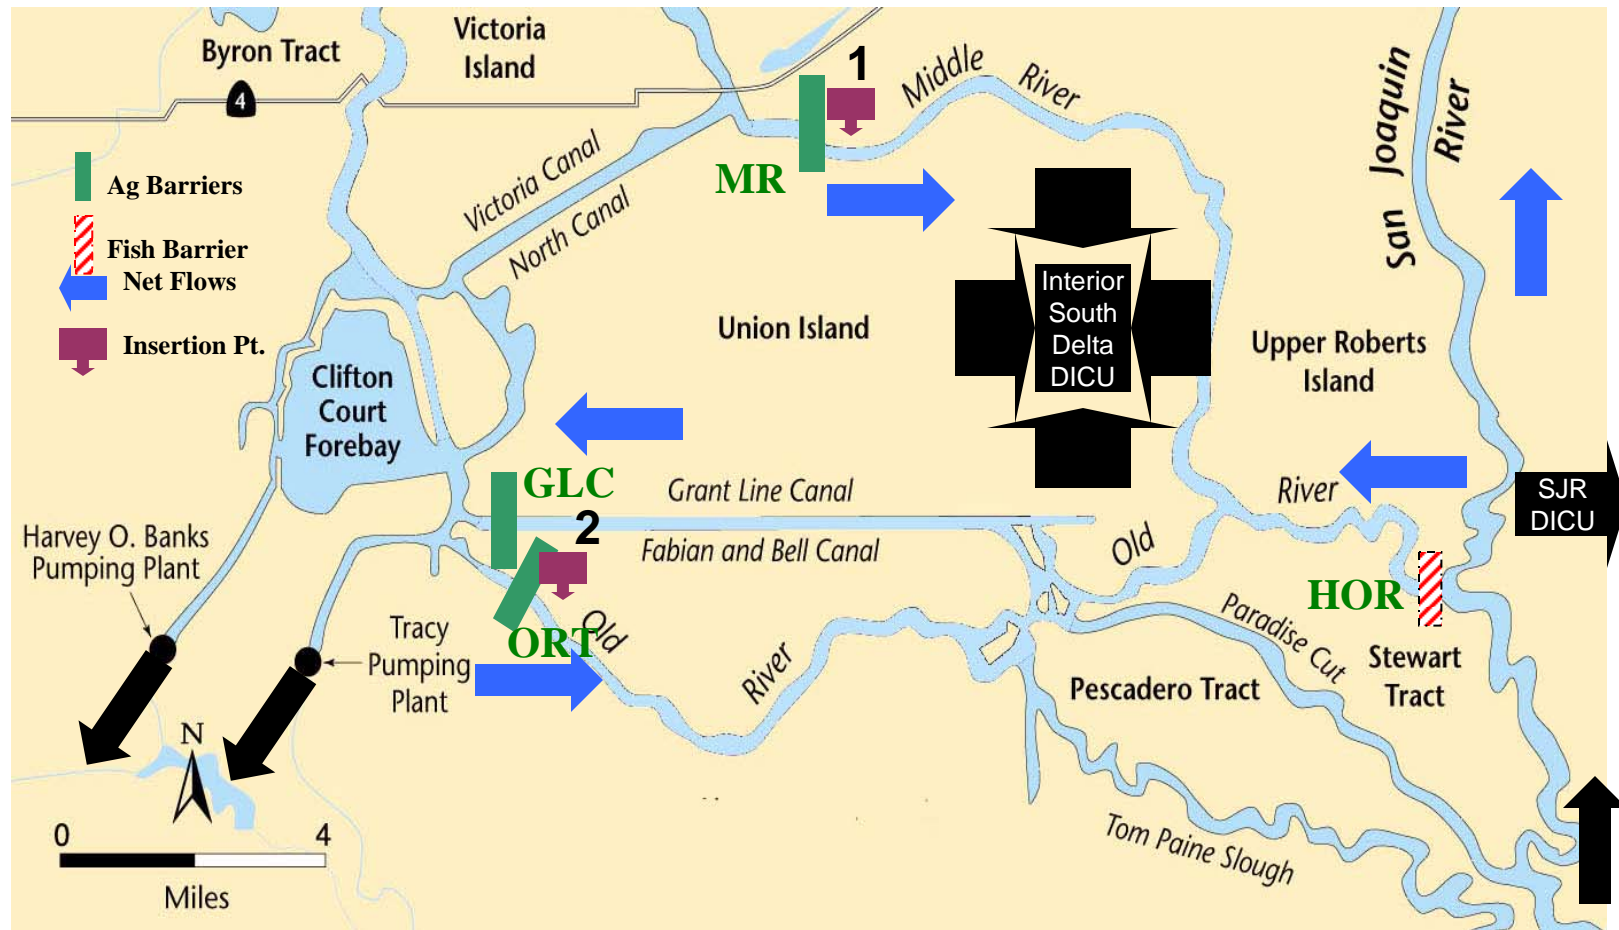 Byron Tract
Victoria
Island
4
1
Middle
River
San Joaquin
River
Ag Barriers
Fish Barrier
Net Flows
Insertion Pt.
Victoria Canal
North Canal
MR
Interior
South
Delta
DICU
Union Island
Upper Roberts
Island
Clifton
Court
Forebay
GLC
2
Grant Line Canal
Fabian and Bell Canal
River
Old
SJR
DICU
Harvey O. Banks
Pumping Plant
HOR
ORT
Old
River
Tracy
Pumping
Plant
Paradise Cut
Stewart
Tract
Pescadero Tract
Tom Paine Slough
N
0
4
Miles